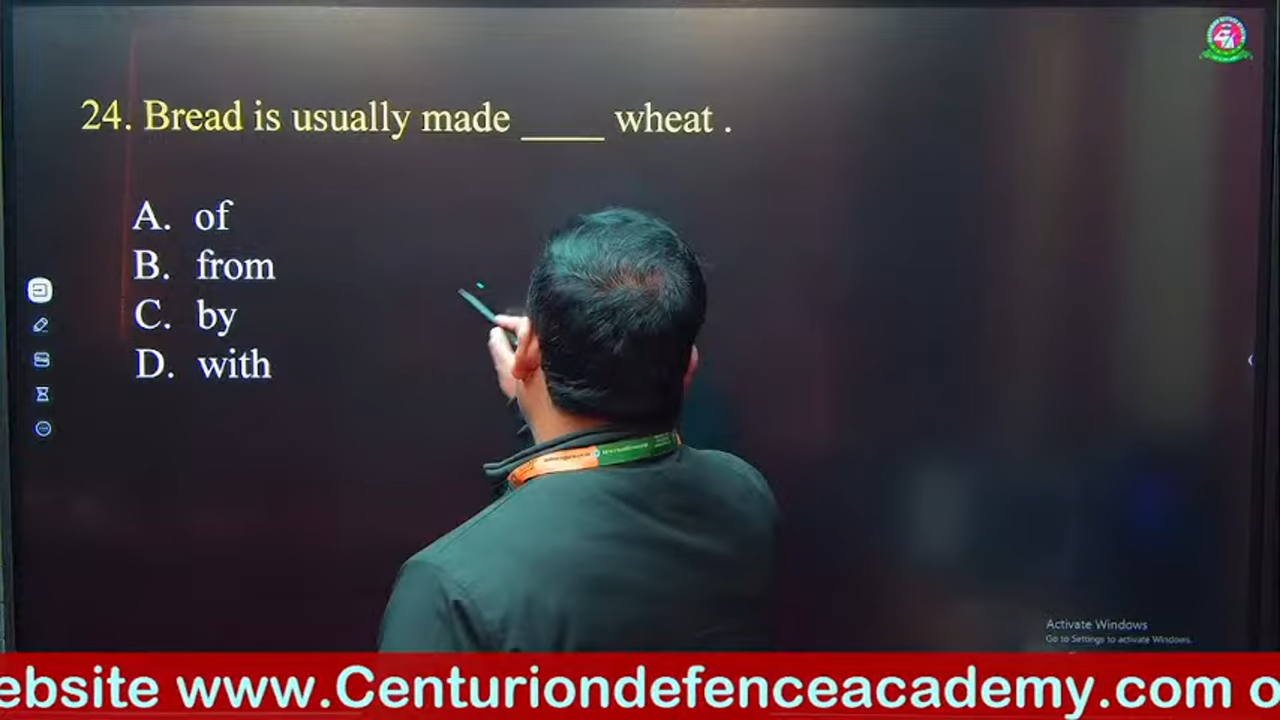 24. Bread is usually made ____ wheat .
A. of
B. from
C. by
D. with
Activate Windows
Go to Settings to activate Windows.
ebsite www.Centuriondefenceacademy.com o